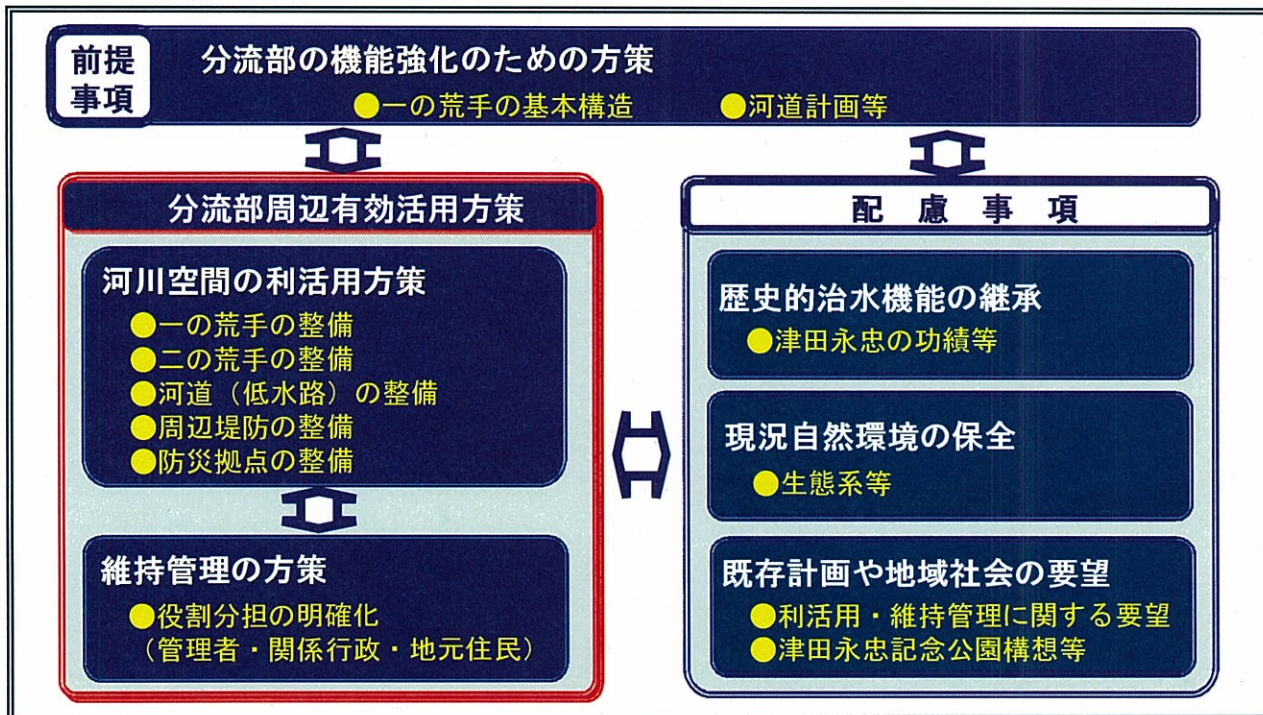 前提
事項
分流部の機能強化のための方策
●一の荒手の基本構造 ●河道計画等
分流部周辺有効活用方策
河川空間の利活用方策
●一の荒手の整備
●二の荒手の整備
●河道（低水路）の整備
●周辺堤防の整備
●防災拠点の整備
維持管理の方策
●役割分担の明確化
（管理者・関係行政・地元住民）
配慮事項
歴史的治水機能の継承
●津田永忠の功績等
現況自然環境の保全
●生態系等
既存計画や地域社会の要望
●利活用・維持管理に関する要望
●津田永忠記念公園構想等